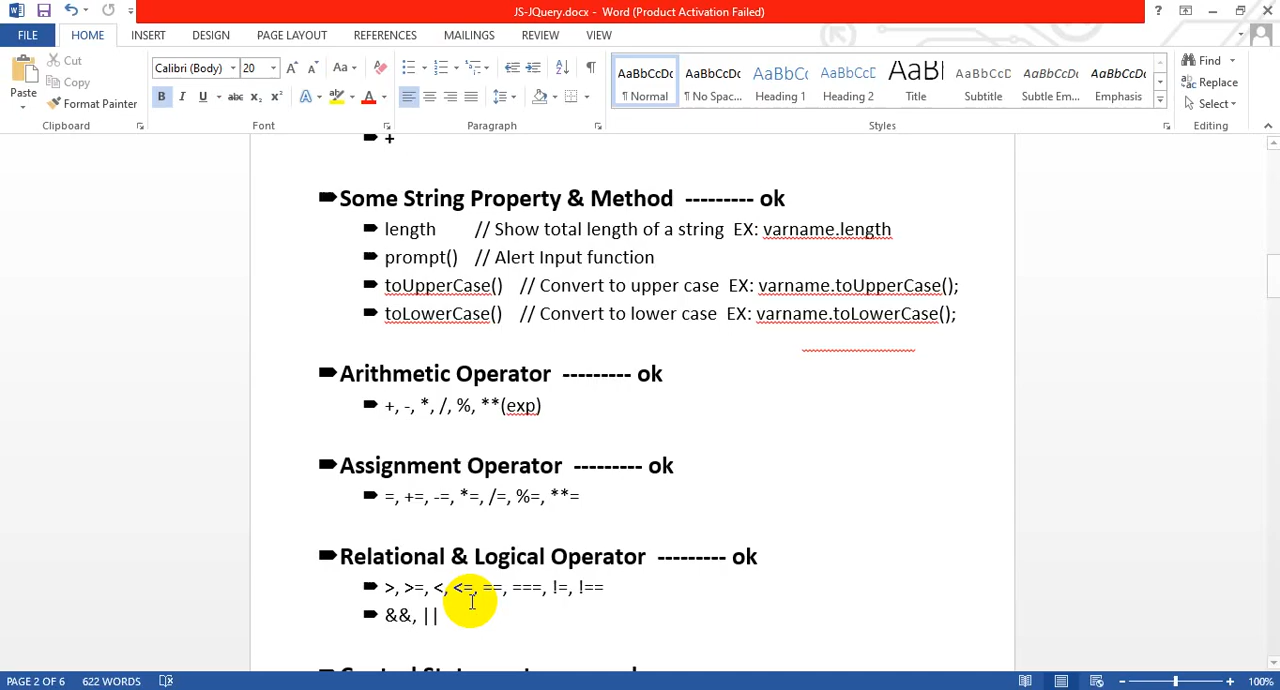 JS-JQuery.docx - Word (Product Activation Failed)
FILE HOME INSERT DESIGN PAGE LAYOUT REFERENCES MAILINGS REVIEW VIEW
Paste
Cut
Copy
Format Painter
Calibri (Body) 20
AaBbCcDc AaBbCcDc AaBbCc AaBbCcD AaBl AaBbCcD AaBbCcDc AaBbCcDc
¶ Normal ¶ No Spac... Heading 1 Heading 2 Title Subtitle Subtle Em... Emphasis
Find
Replace
Select
Clipboard Font Paragraph Styles Editing
+
Some String Property & Method --------- ok
length // Show total length of a string EX: varname.length
prompt() // Alert Input function
toUpperCase() // Convert to upper case EX: varname.toUpperCase();
toLowerCase() // Convert to lower case EX: varname.toLowerCase();
Arithmetic Operator --------- ok
+, -, *, /, %, **(exp)
Assignment Operator --------- ok
=, +=, -=, *=, /=, %=, **=
Relational & Logical Operator --------- ok
>, >=, <, <=, ==, ===, !=, !==
&&, ||
PAGE 2 OF 6 622 WORDS 100%